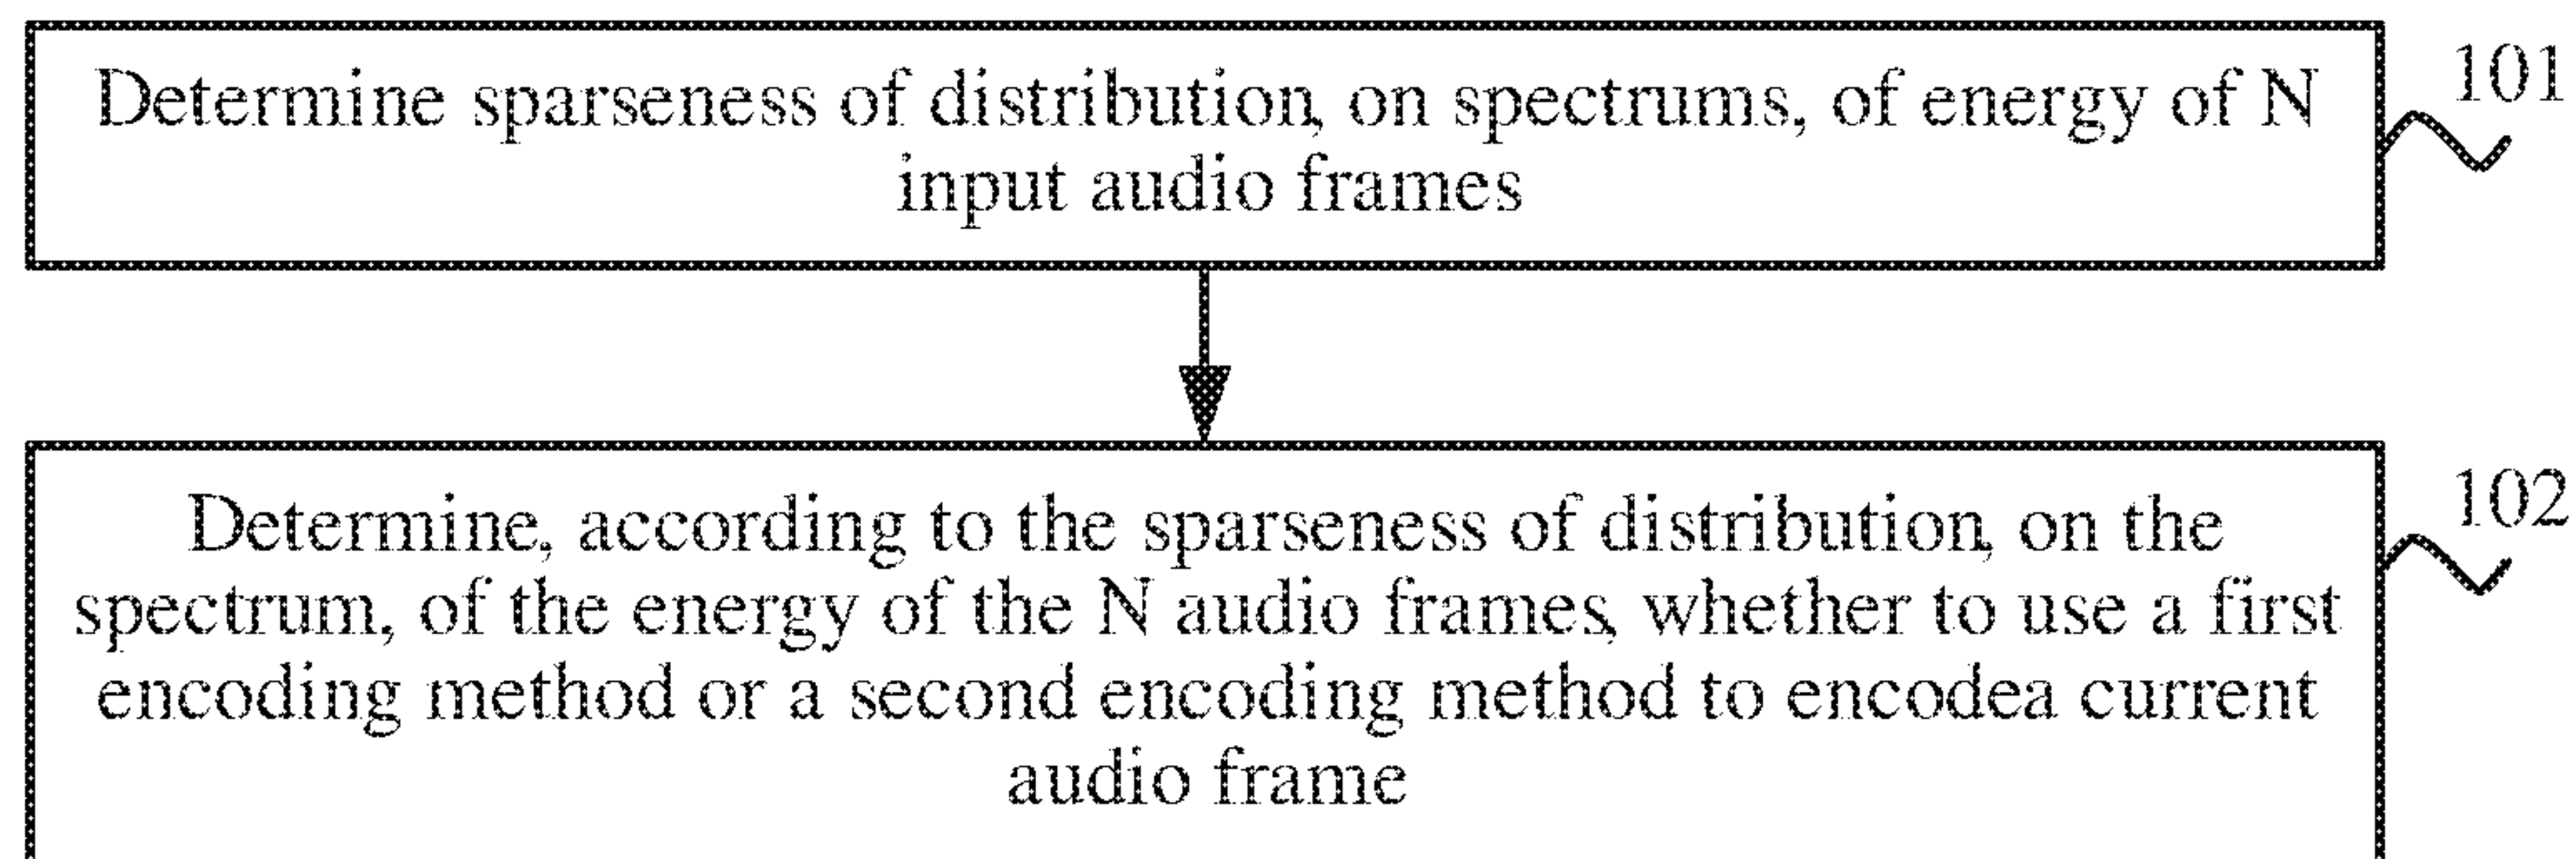 Determine sparseness of distribution, on spectrums, of energy of N
input audio frames
101
Determine, according to the sparseness of distribution, on the
spectrum, of the energy of the N audio frames, whether to use a first
encoding method or a second encoding method to encodea current
audio frame
102